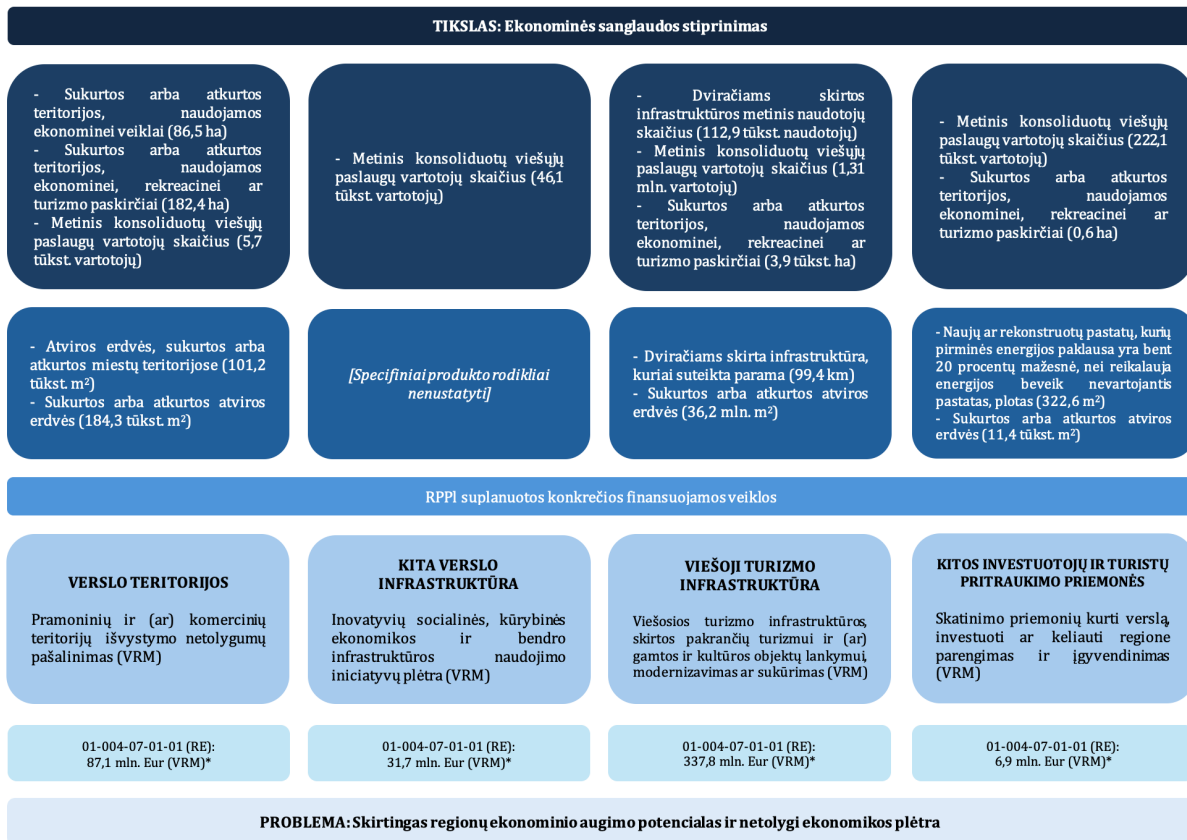 TIKSLAS: Ekonominės sanglaudos stiprinimas
- Sukurtos arba atkurtos
teritorijos, naudojamos
ekonominei veiklai (86,5 ha)
- Sukurtos arba atkurtos
teritorijos, naudojamos
ekonominei, rekreacinei ar
turizmo paskirčiai (182,4 ha)
- Metinis konsoliduotų viešųjų
paslaugų vartotojų skaičius (5,7
tūkst. vartotojų)
- Metinis konsoliduotų viešųjų
paslaugų vartotojų skaičius (46,1
tūkst. vartotojų)
- Dviračiams skirtos
infrastruktūros metinis naudotojų
skaičius (112,9 tūkst. naudotojų)
- Metinis konsoliduotų viešųjų
paslaugų vartotojų skaičius (1,31
mln. vartotojų)
- Sukurtos arba atkurtos
teritorijos, naudojamos
ekonominei, rekreacinei ar
turizmo paskirčiai (3,9 tūkst. ha)
- Metinis konsoliduotų viešųjų
paslaugų vartotojų skaičius (222,1
tūkst. vartotojų)
- Sukurtos arba atkurtos
teritorijos, naudojamos
ekonominei, rekreacinei ar
turizmo paskirčiai (0,6 ha)
- Atviros erdvės, sukurtos arba
atkurtos miestų teritorijose (101,2
tūkst. m²)
- Sukurtos arba atkurtos atviros
erdvės (184,3 tūkst. m²)
[Specifiniai produkto rodikliai
nenustatyti]
- Dviračiams skirta infrastruktūra,
kuriai suteikta parama (99,4 km)
- Sukurtos arba atkurtos atviros
erdvės (36,2 mln. m²)
- Naujų ar rekonstruotų pastatų, kurių
pirminės energijos paklausa yra bent
20 procentų mažesnė, nei reikalauja
energijos beveik nevartojantis
pastatas, plotas (322,6 m²)
- Sukurtos arba atkurtos atviros
erdvės (11,4 tūkst. m²)
RPPl suplanuotos konkrečios finansuojamos veiklos
VERSLO TERITORIJOS
Pramoninių ir (ar) komercinių
teritorijų išvystymo netolygumų
pašalinimas (VRM)
KITA VERSLO
INFRASTRUKTŪRA
Inovatyvių socialinės, kūrybinės
ekonomikos ir bendro
infrastruktūros naudojimo
iniciatyvų plėtra (VRM)
VIEŠOJI TURIZMO
INFRASTRUKTŪRA
Viešosios turizmo infrastruktūros,
skirtos pakrančių turizmui ir (ar)
gamtos ir kultūros objektų lankymui,
modernizavimas ar sukūrimas (VRM)
KITOS INVESTUOTOJŲ IR TURISTŲ
PRITRAUKIMO PRIEMONĖS
Skatinimo priemonių kurti verslą,
investuoti ar keliauti regione
parengimas ir įgyvendinimas
(VRM)
01-004-07-01-01 (RE):
87,1 mln. Eur (VRM)*
01-004-07-01-01 (RE):
31,7 mln. Eur (VRM)*
01-004-07-01-01 (RE):
337,8 mln. Eur (VRM)*
01-004-07-01-01 (RE):
6,9 mln. Eur (VRM)*
PROBLEMA: Skirtingas regionų ekonominio augimo potencialas ir netolygi ekonomikos plėtra